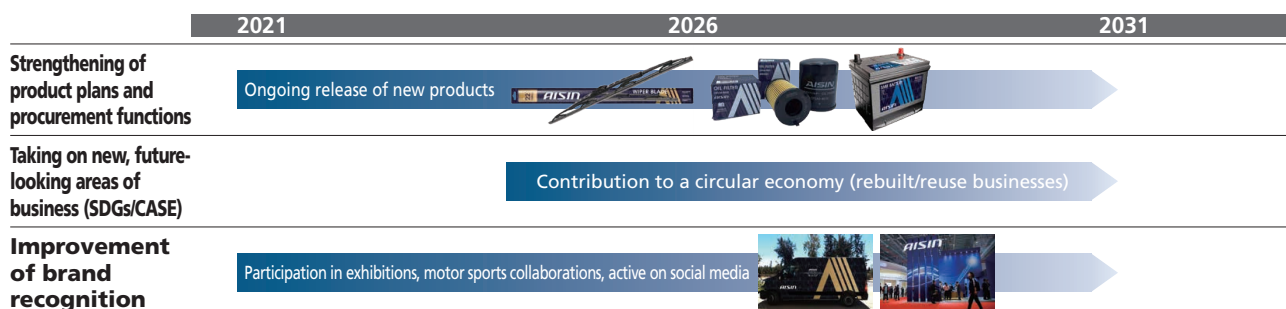 2021 2026 2031
Strengthening of
product plans and
procurement functions
Ongoing release of new products
AISIN WIPER BLADE
OIL FILTER
AISIN
Taking on new, future-
looking areas of
business (SDGs/CASE)
Contribution to a circular economy (rebuilt/reuse businesses)
Improvement
of brand
recognition
Participation in exhibitions, motor sports collaborations, active on social media
AISIN
AISIN